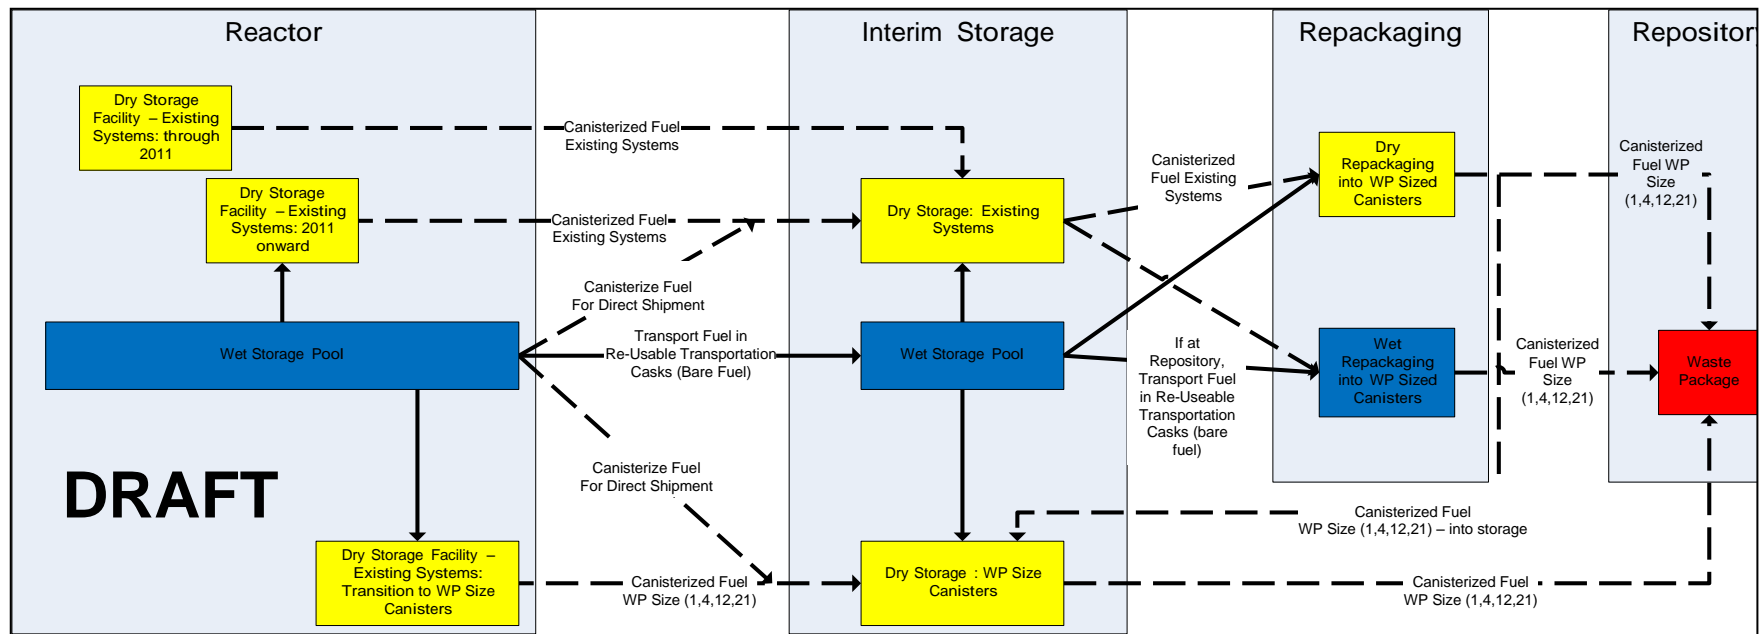 Reactor
Interim Storage
Repackaging
Repository
Dry Storage
Facility – Existing
Systems: through
2011
Canisterized Fuel
Existing Systems
Dry Storage
Facility – Existing
Systems: 2011
onward
Canisterized Fuel
Existing Systems
Dry Storage: Existing
Systems
Canisterized
Fuel Existing
Systems
Dry
Repackaging
into WP Sized
Canisters
Canisterized
Fuel WP
Size
(1,4,12,21)
Canisterize Fuel
For Direct Shipment
Wet Storage Pool
Transport Fuel in
Re-Usable Transportation
Casks (Bare Fuel)
Wet Storage Pool
If at
Repository,
Transport Fuel
in Re-Useable
Transportation
Casks (bare
fuel)
Wet
Repackaging
into WP Sized
Canisters
Canisterized
Fuel WP
Size
(1,4,12,21)
Waste
Package
DRAFT
Canisterize Fuel
For Direct Shipment
Canisterized Fuel
WP Size (1,4,12,21) – into storage
Dry Storage Facility –
Existing Systems:
Transition to WP Size
Canisters
Canisterized Fuel
WP Size (1,4,12,21)
Dry Storage : WP Size
Canisters
Canisterized Fuel
WP Size (1,4,12,21)